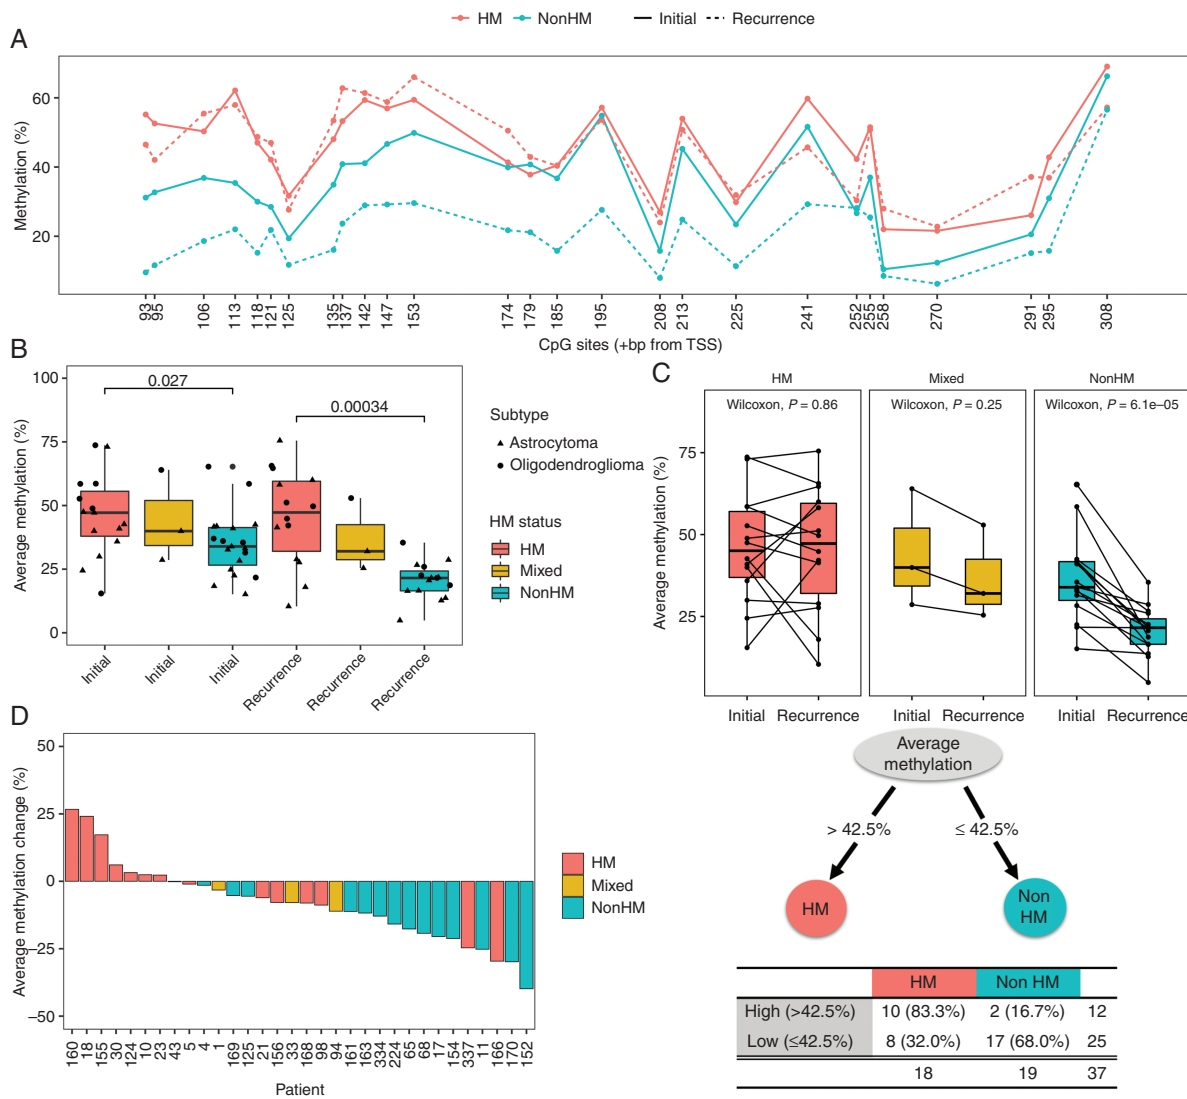 HM NonHM Initial Recurrence
A
Methylation (%)
60
40
20
93 95 106 113 118 121 125 135 137 142 147 153 174 179 185 195 208 213 225 241 252 255 258 270 291 295 308
CpG sites (+bp from TSS)
B
Average methylation (%)
100
75
50
25
0
0.027
0.00034
Initial Initial Initial Recurrence Recurrence Recurrence
Subtype
Astrocytoma
Oligodendroglioma
HM status
HM
Mixed
NonHM
C
HM Mixed NonHM
Wilcoxon, P = 0.86 Wilcoxon, P = 0.25 Wilcoxon, P = 6.1e–05
Average methylation (%)
75
50
25
Initial Recurrence Initial Recurrence Initial Recurrence
D
Average methylation change (%)
50
25
0
–25
–50
160 18 155 30 124 10 23 43 5 4 1 169 125 21 156 33 168 98 94 161 163 334 224 65 68 17 154 337 11 166 170 152
Patient
HM
Mixed
NonHM
Average
methylation
> 42.5% ≤ 42.5%
HM
Non
HM
HM Non HM
High (>42.5%) 10 (83.3%) 2 (16.7%) 12
Low (≤42.5%) 8 (32.0%) 17 (68.0%) 25
18 19 37